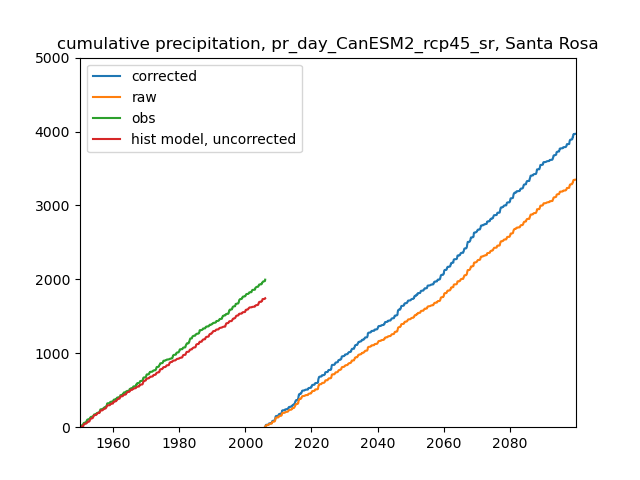 cumulative precipitation, pr_day_CanESM2_rcp45_sr, Santa Rosa
5000
4000
3000
2000
1000
0
corrected
raw
obs
hist model, uncorrected
1960
1980
2000
2020
2040
2060
2080